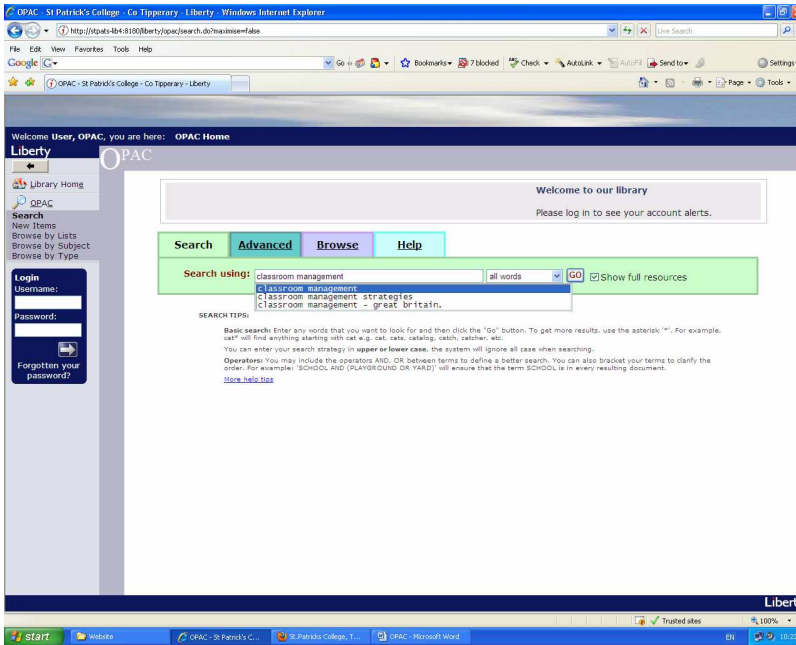 OPAC - St Patrick's College - Co Tipperary - Liberty - Windows Internet Explorer
http://stpats-lib4:8180/liberty/opac/search.do?maximise=false
Live Search
File Edit View Favorites Tools Help
Google G Go Bookmarks 7 blocked Check AutoLink AutoFill Send to Settings
OPAC - St Patrick's College - Co Tipperary - Liberty Page Tools
Welcome User, OPAC, you are here: OPAC Home
Liberty
OPAC
Library Home
OPAC
Search
New Items
Browse by Lists
Browse by Subject
Browse by Type
Login
Username:
Password:
Forgotten your
password?
Welcome to our library
Please log in to see your account alerts.
Search Advanced Browse Help
Search using: classroom management all words GO Show full resources
classroom management
classroom management strategies
classroom management - great britain.
SEARCH TIPS:
Basic search: Enter any words that you want to look for and then click the "Go" button. To get more results, use the asterisk '*'. For example,
cat* will find anything starting with cat e.g. cat, cats, catalog, catch, catcher, etc.
You can enter your search strategy in upper or lower case, the system will ignore all case when searching.
Operators: You may include the operators AND, OR between terms to define a better search. You can also bracket your terms to clarify the
order. For example: 'SCHOOL AND (PLAYGROUND OR YARD)' will ensure that the term SCHOOL is in every resulting document.
More help tips
Libert
Trusted sites 100%
start Website OPAC - St Patrick's C... St.Patricks College, T... OPAC - Microsoft Word EN 10:22